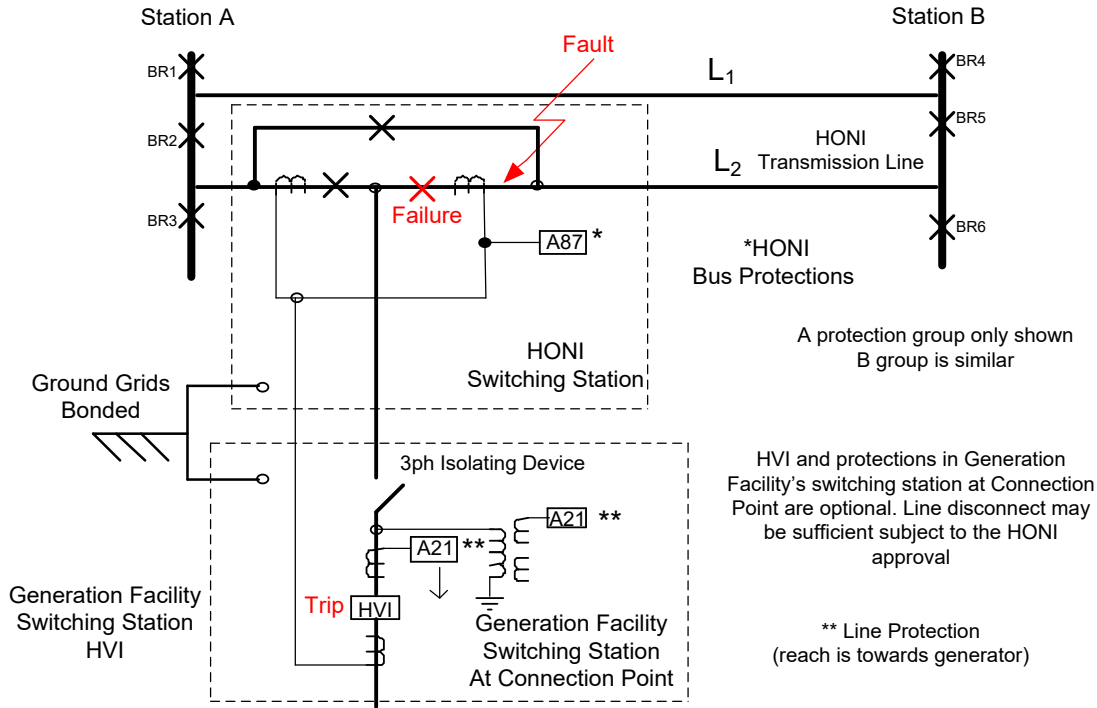 Station A
Station B
Fault
BR1
L1
BR4
BR2
BR5
HONI
Transmission Line
L2
Failure
BR3
BR6
A87 *
*HONI
Bus Protections
A protection group only shown
B group is similar
HONI
Switching Station
Ground Grids
Bonded
3ph Isolating Device
HVI and protections in Generation
Facility’s switching station at Connection
Point are optional. Line disconnect may
be sufficient subject to the HONI
approval
A21 **
A21 **
Trip HVI
Generation Facility
Switching Station
HVI
Generation Facility
Switching Station
At Connection Point
** Line Protection
(reach is towards generator)